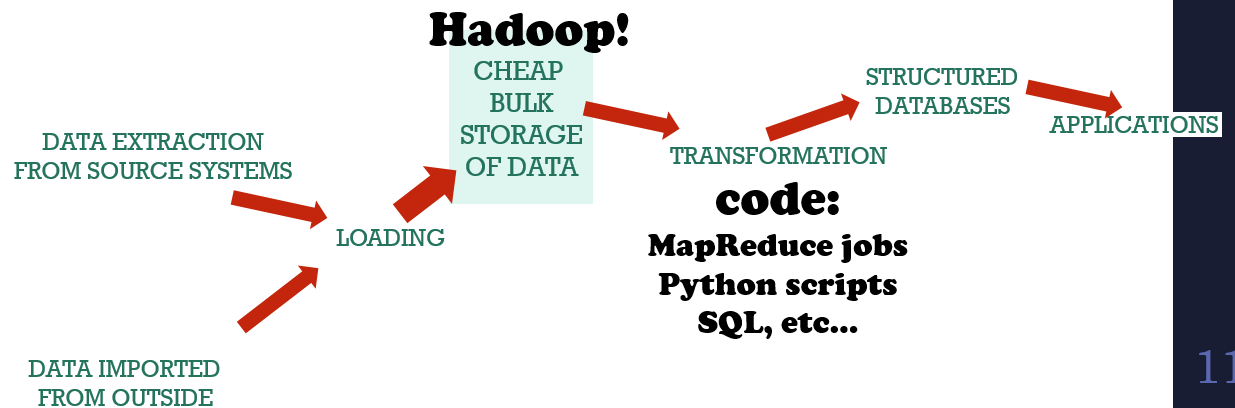 Hadoop!
CHEAP
BULK
STORAGE
OF DATA
DATA EXTRACTION
FROM SOURCE SYSTEMS
LOADING
DATA IMPORTED
FROM OUTSIDE
TRANSFORMATION
code:
MapReduce jobs
Python scripts
SQL, etc...
STRUCTURED
DATABASES
APPLICATIONS
11